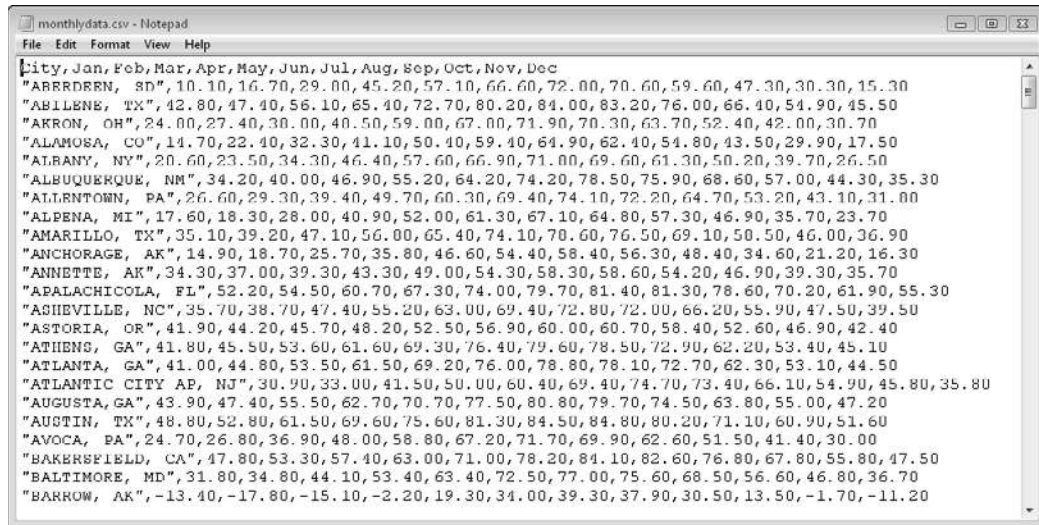 monthlydata.csv - Notepad
File Edit Format View Help
City,Jan,Feb,Mar,Apr,May,Jun,Jul,Aug,Sep,Oct,Nov,Dec
"ABERDEEN, SD",10.10,16.70,29.00,45.20,57.10,66.60,72.00,70.60,59.60,47.30,30.30,15.30
"ABILENE, TX",42.80,47.40,56.10,65.40,72.70,80.20,84.00,83.20,76.00,66.40,54.90,45.50
"AKRON, OH",24.00,27.40,38.00,48.50,59.00,67.00,71.90,70.30,63.70,52.40,42.00,30.70
"ALAMOSA, CO",14.70,22.40,32.30,41.10,50.40,59.40,64.90,62.40,54.80,43.50,29.90,17.50
"ALBANY, NY",20.60,23.50,34.30,46.40,57.60,66.90,71.00,69.60,61.30,50.20,39.70,26.50
"ALBUQUERQUE, NM",34.20,40.00,46.90,55.20,64.20,74.20,78.50,75.90,68.60,57.00,44.30,35.30
"ALLENTOWN, PA",26.60,29.30,39.40,49.70,60.30,69.40,74.10,72.20,64.70,53.20,43.10,31.00
"ALPENA, MI",17.60,18.30,28.00,40.90,52.00,61.30,67.10,64.80,57.30,46.90,35.70,23.70
"AMARILLO, TX",35.10,39.20,47.10,56.00,65.40,74.10,78.60,76.50,69.10,58.50,46.00,36.90
"ANCHORAGE, AK",14.90,18.70,25.70,35.80,46.60,54.40,58.40,56.30,48.40,34.60,21.20,16.30
"ANNETTE, AK",34.30,37.00,39.30,43.30,49.00,54.30,58.30,58.60,54.20,46.90,39.30,35.70
"APALACHICOLA, FL",52.20,54.50,60.70,67.30,74.00,79.70,81.40,81.30,78.60,70.20,61.90,55.30
"ASHEVILLE, NC",35.70,38.70,47.40,55.20,63.00,69.40,72.80,72.00,66.20,55.90,47.50,39.50
"ASTORIA, OR",41.90,44.20,45.70,48.20,52.50,56.90,60.00,60.70,58.40,52.60,46.90,42.40
"ATHENS, GA",41.80,45.50,53.60,61.60,69.30,76.40,79.60,78.50,72.90,62.20,53.40,45.10
"ATLANTA, GA",41.00,44.80,53.50,61.50,69.20,76.00,78.80,78.10,72.70,62.30,53.10,44.50
"ATLANTIC CITY AP, NJ",30.90,33.00,41.50,50.00,60.40,69.40,74.70,73.40,66.10,54.90,45.80,35.80
"AUGUSTA,GA",43.90,47.40,55.50,62.70,70.70,77.50,80.80,79.70,74.50,63.80,55.00,47.20
"AUSTIN, TX",48.80,52.80,61.50,69.60,75.60,81.30,84.50,84.80,80.20,71.10,60.90,51.60
"AVOCA, PA",24.70,26.80,36.90,48.00,58.80,67.20,71.70,69.90,62.60,51.50,41.40,30.00
"BAKERSFIELD, CA",47.80,53.30,57.40,63.00,71.00,78.20,84.10,82.60,76.80,67.80,55.80,47.50
"BALTIMORE, MD",31.80,34.80,44.10,53.40,63.40,72.50,77.00,75.60,68.50,56.60,46.80,36.70
"BARROW, AK",-13.40,-17.80,-15.10,-2.20,19.30,34.00,39.30,37.90,30.50,13.50,-1.70,-11.20